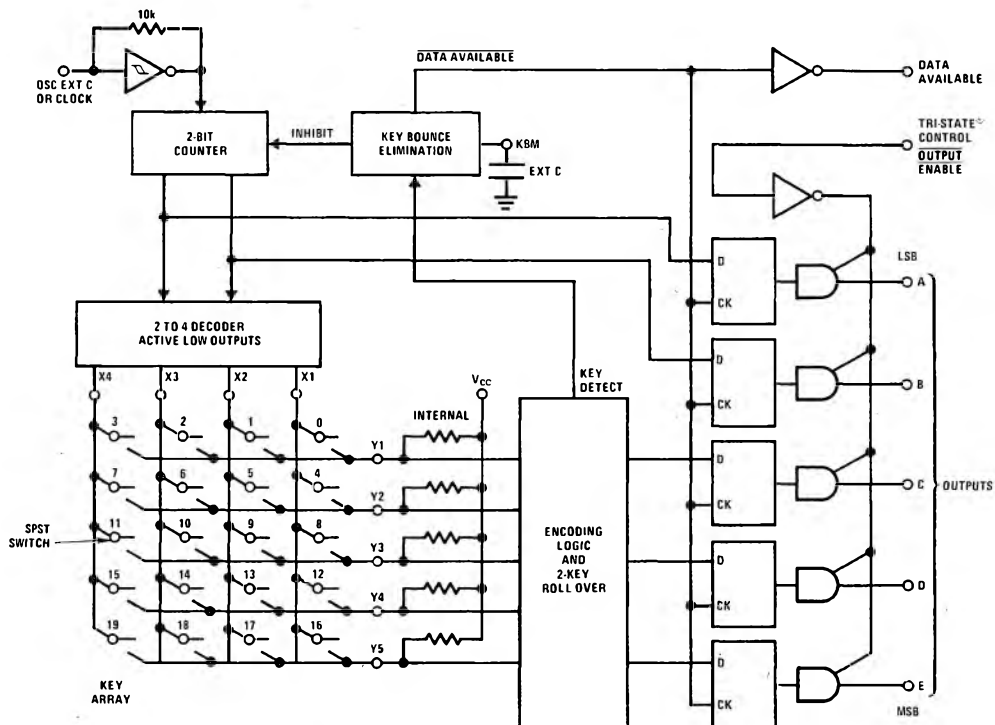 10k
OSC EXT C
OR CLOCK
2-BIT
COUNTER
INHIBIT
DATA AVAILABLE
KEY BOUNCE
ELIMINATION
KBM
EXT C
DATA
AVAILABLE
TRI-STATE
CONTROL
OUTPUT
ENABLE
2 TO 4 DECODER
ACTIVE LOW OUTPUTS
X4
X3
X2
X1
VCC
KEY
DETECT
INTERNAL
3
2
1
0
Y1
7
6
5
4
Y2
SPST
SWITCH
11
10
9
8
Y3
15
14
13
12
Y4
19
18
17
16
Y5
KEY
ARRAY
ENCODING
LOGIC
AND
2-KEY
ROLL OVER
D
CK
LSB
A
D
CK
B
D
CK
C
OUTPUTS
D
CK
D
D
CK
E
MSB